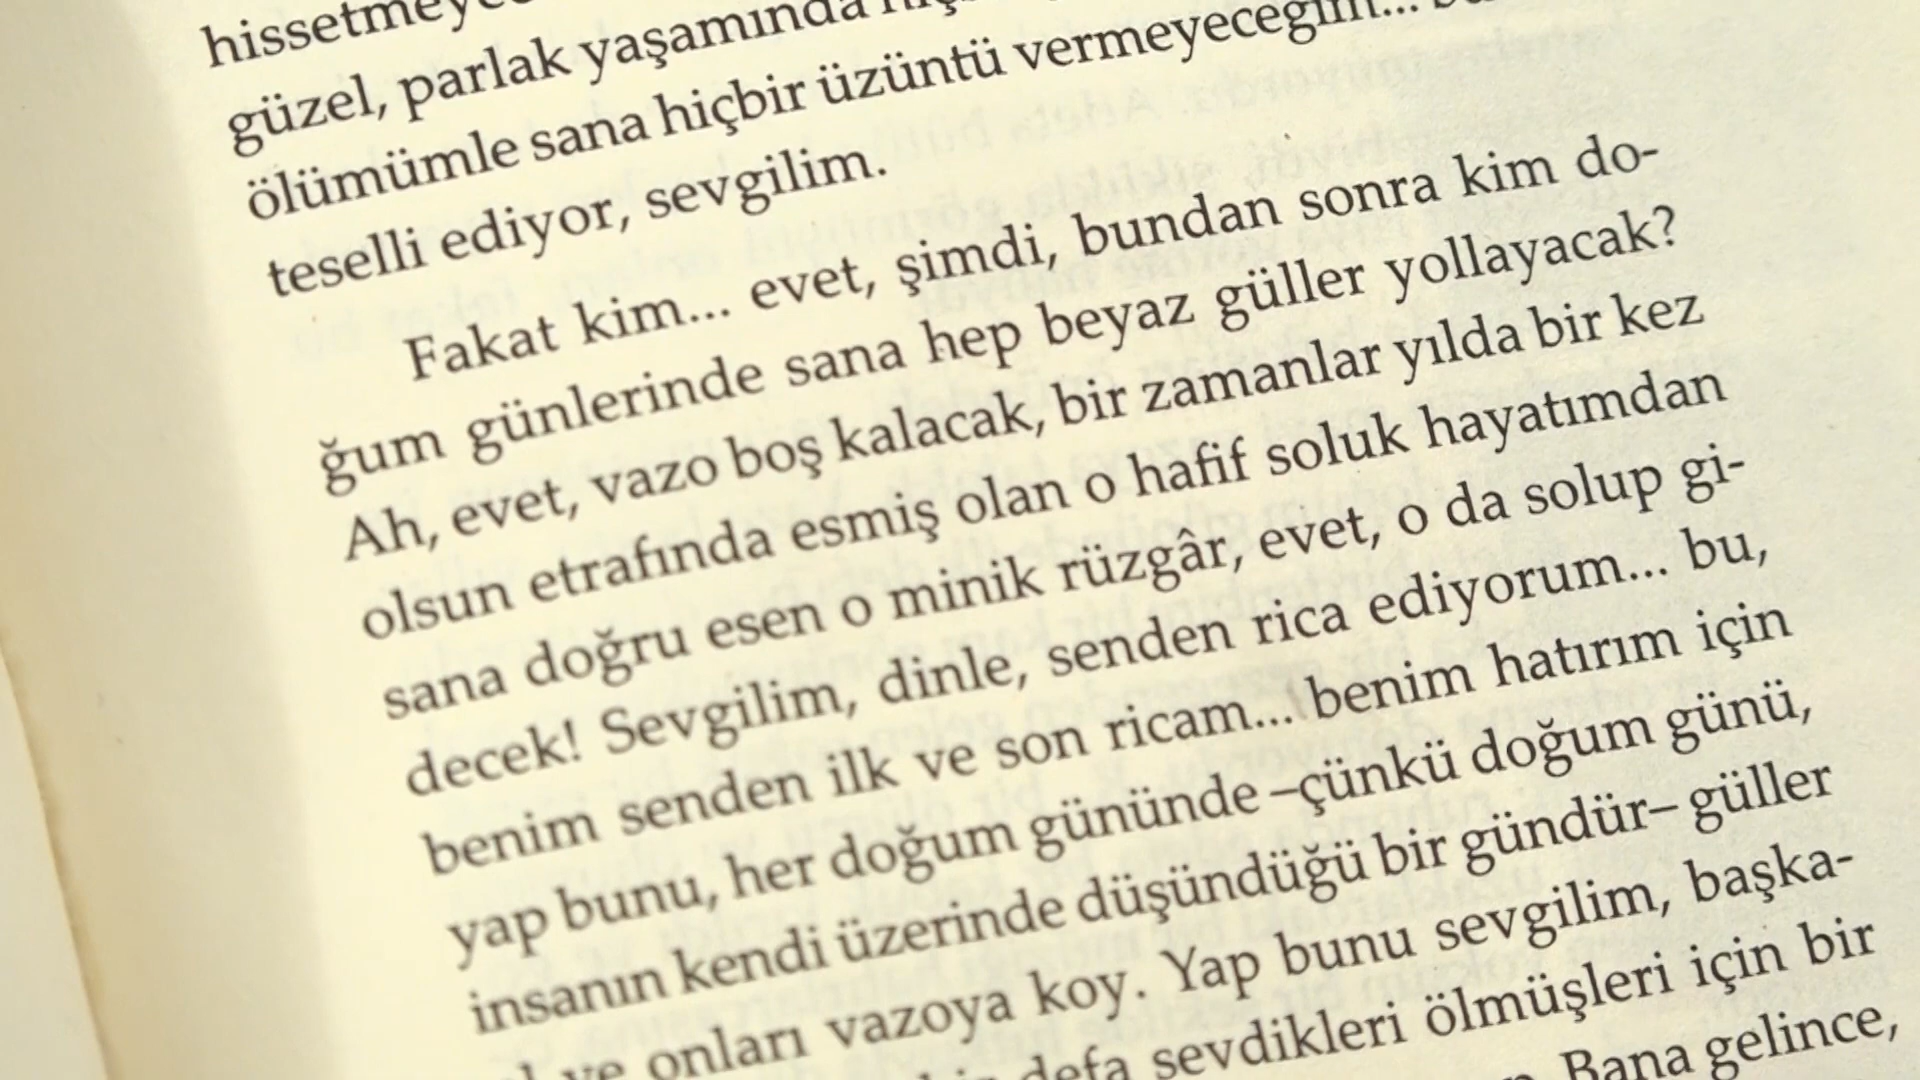 güzel, parlak yaşamında
ölümümle sana hiçbir üzüntü vermeyeceğim...
teselli ediyor, sevgilim.
Fakat kim... evet, şimdi, bundan sonra kim do-
ğum günlerinde sana hep beyaz güller yollayacak?
Ah, evet, vazo boş kalacak, bir zamanlar yılda bir kez
olsun etrafında esmiş olan o hafif soluk hayatımdan
sana doğru esen o minik rüzgâr, evet, o da solup gi-
decek! Sevgilim, dinle, senden rica ediyorum... bu,
benim senden ilk ve son ricam... benim hatırım için
yap bunu, her doğum gününde –çünkü doğum günü,
insanın kendi üzerinde düşündüğü bir gündür– güller
ve onları vazoya koy. Yap bunu sevgilim, başka-
defa sevdikleri ölmüşleri için bir
Bana gelince,